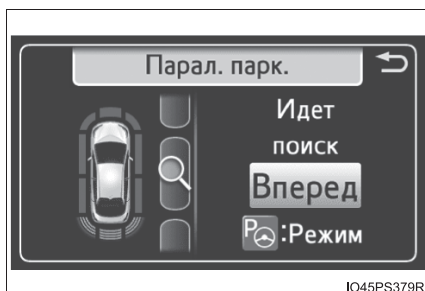 Парал. парк.
Идет
поиск
Вперед
P :Режим
IO45PS379R